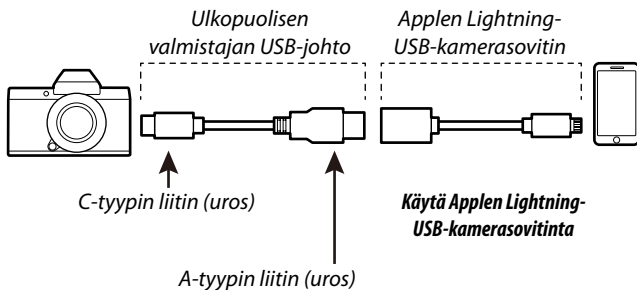 Ulkopuolisen
valmistajan USB-johto
Applen Lightning-
USB-kamerasovitin
C-tyypin liitin (uros)
Käytä Applen Lightning-
USB-kamerasovitinta
A-tyypin liitin (uros)